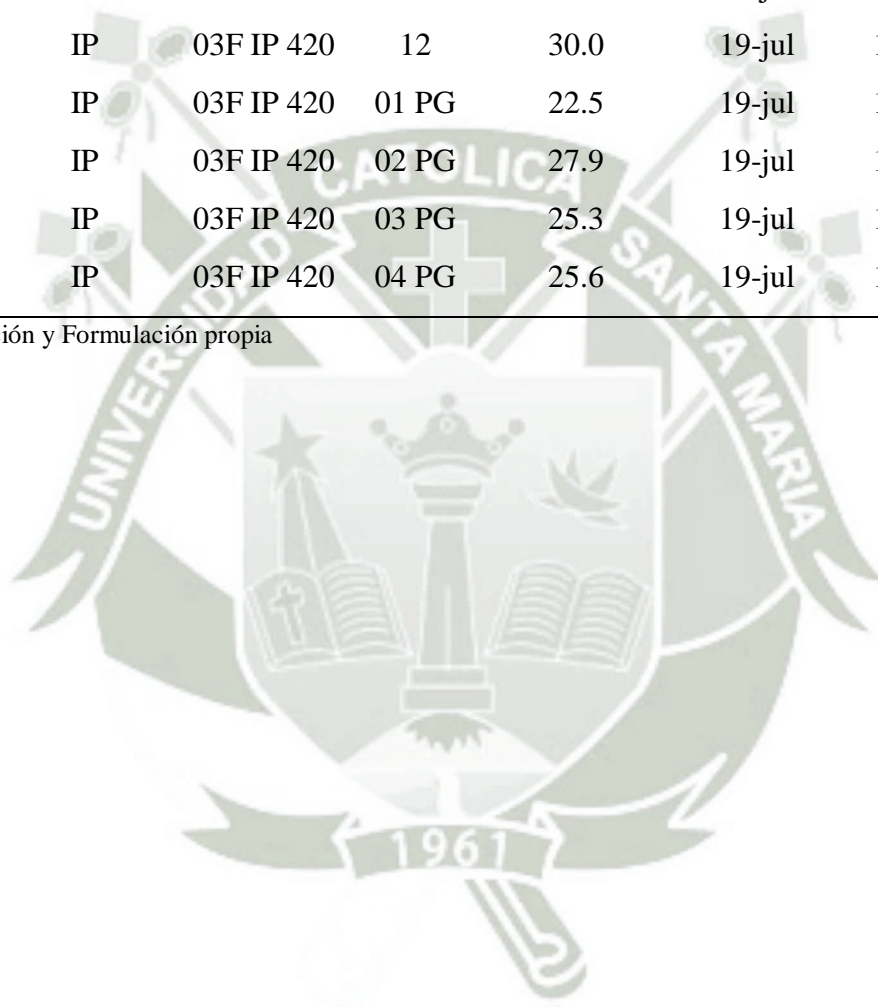 IP 03F IP 420 12 30.0 19-jul
IP 03F IP 420 01 PG 22.5 19-jul
IP 03F IP 420 02 PG 27.9 19-jul
IP 03F IP 420 03 PG 25.3 19-jul
IP 03F IP 420 04 PG 25.6 19-jul
ión y Formulación propia
UNIVERSIDAD CATOLICA SANTA MARIA
1961